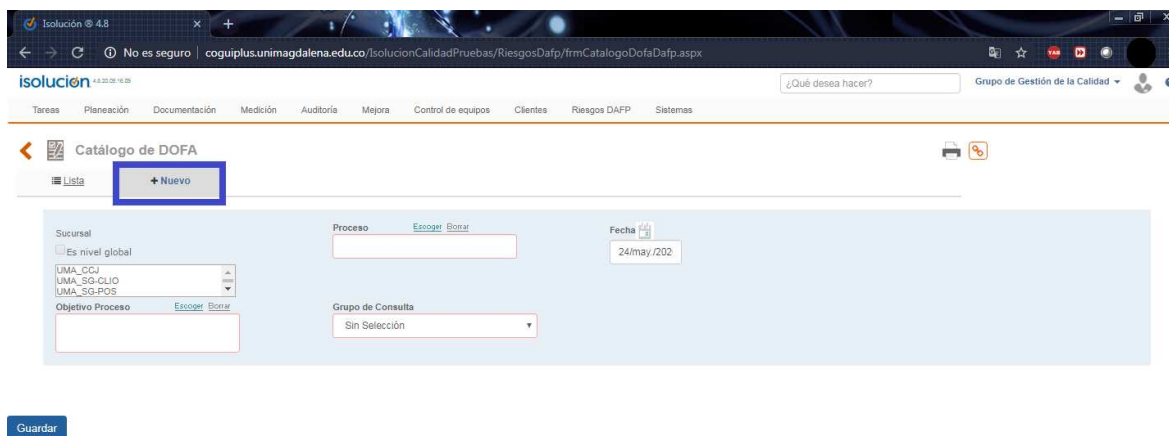 Isolución ® 4.8
No es seguro | coguiplus.unimagdalena.edu.co/IsolucionCalidadPruebas/RiesgosDafp/frmCatalogoDofaDafp.aspx
isolución
¿Qué desea hacer?
Grupo de Gestión de la Calidad
Tareas Planeación Documentación Medición Auditoría Mejora Control de equipos Clientes Riesgos DAFP Sistemas
Catálogo de DOFA
Lista + Nuevo
Sucursal
Es nivel global
UMA_CCJ
UMA_SG-CLIO
UMA_SG-POS
Proceso Escoger Borrar
Fecha
24/may./202
Objetivo Proceso Escoger Borrar
Grupo de Consulta
Sin Selección
Guardar